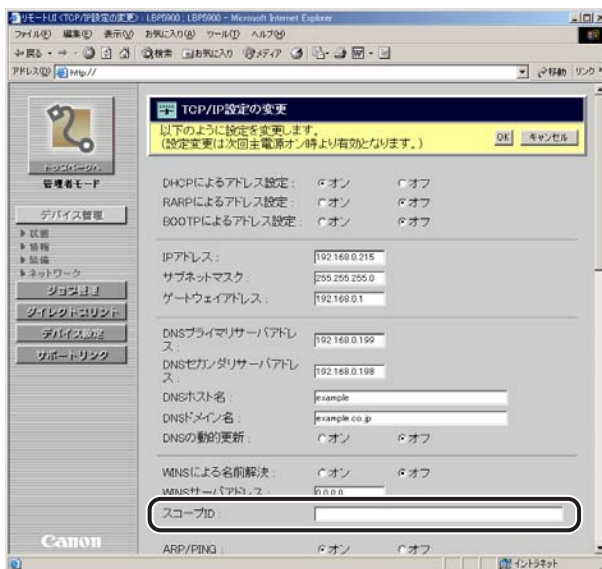 リモートUI <TOP/IP設定の変更> : LBP5900 ; LBP5900 - Microsoft Internet Explorer
ファイル(F) 編集(E) 表示(V) お気に入り(A) ツール(T) ヘルプ(H)
戻る 検索 お気に入り メディア
アドレス(D) http:// 移動 リンク
TCP/IP設定の変更
以下のように設定を変更します。
(設定変更は次回主電源オン時より有効となります。)
OK キャンセル
トップページへ
管理者モード
デバイス管理
状態
情報
装備
ネットワーク
ジョブ管理
ダイレクトプリント
デバイス設定
サポートリンク
Canon
DHCPによるアドレス設定 : オン オフ
RARPによるアドレス設定 : オン オフ
BOOTPによるアドレス設定 : オン オフ
IPアドレス : 192.168.0.215
サブネットマスク : 255.255.255.0
ゲートウェイアドレス : 192.168.0.1
DNSプライマリサーバアドレ
ス : 192.168.0.199
DNSセカンダリサーバアドレ
ス : 192.168.0.198
DNSホスト名 : example
DNSドメイン名 : example.co.jp
DNSの動的更新 : オン オフ
WINSによる名前解決 : オン オフ
WINSサーバアドレス : 0.0.0.0
スコープID :
ARP/PING : オン オフ
イントラネット